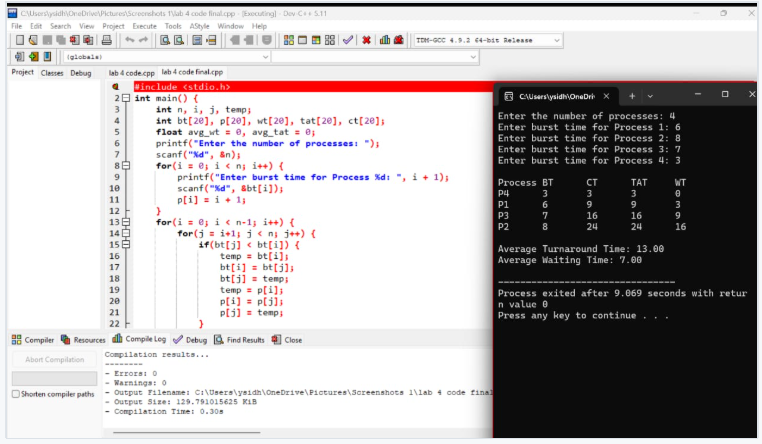 C:\Users\ysidh\OneDrive\Pictures\Screenshots 1\lab 4 code final.cpp - [Executing] - Dev-C++ 5.11
File Edit Search View Project Execute Tools AStyle Window Help
TDM-GCC 4.9.2 64-bit Release
(globals)
Project Classes Debug
lab 4 code.cpp lab 4 code final.cpp
#include <stdio.h>
2 int main() {
3 int n, i, j, temp;
4 int bt[20], p[20], wt[20], tat[20], ct[20];
5 float avg_wt = 0, avg_tat = 0;
6 printf("Enter the number of processes: ");
7 scanf("%d", &n);
8 for(i = 0; i < n; i++) {
9 printf("Enter burst time for Process %d: ", i + 1);
10 scanf("%d", &bt[i]);
11 p[i] = i + 1;
12 }
13 for(i = 0; i < n-1; i++) {
14 for(j = i+1; j < n; j++) {
15 if(bt[j] < bt[i]) {
16 temp = bt[i];
17 bt[i] = bt[j];
18 bt[j] = temp;
19 temp = p[i];
20 p[i] = p[j];
21 p[j] = temp;
22 }
Compiler Resources Compile Log Debug Find Results Close
Abort Compilation
Shorten compiler paths
Compilation results...
--------
- Errors: 0
- Warnings: 0
- Output Filename: C:\Users\ysidh\OneDrive\Pictures\Screenshots 1\lab 4 code final
- Output Size: 129.791015625 KiB
- Compilation Time: 0.30s
C:\Users\ysidh\OneDri
Enter the number of processes: 4
Enter burst time for Process 1: 6
Enter burst time for Process 2: 8
Enter burst time for Process 3: 7
Enter burst time for Process 4: 3
Process BT CT TAT WT
P4 3 3 3 0
P1 6 9 9 3
P3 7 16 16 9
P2 8 24 24 16
Average Turnaround Time: 13.00
Average Waiting Time: 7.00
--------------------------------
Process exited after 9.069 seconds with retur
n value 0
Press any key to continue . . .